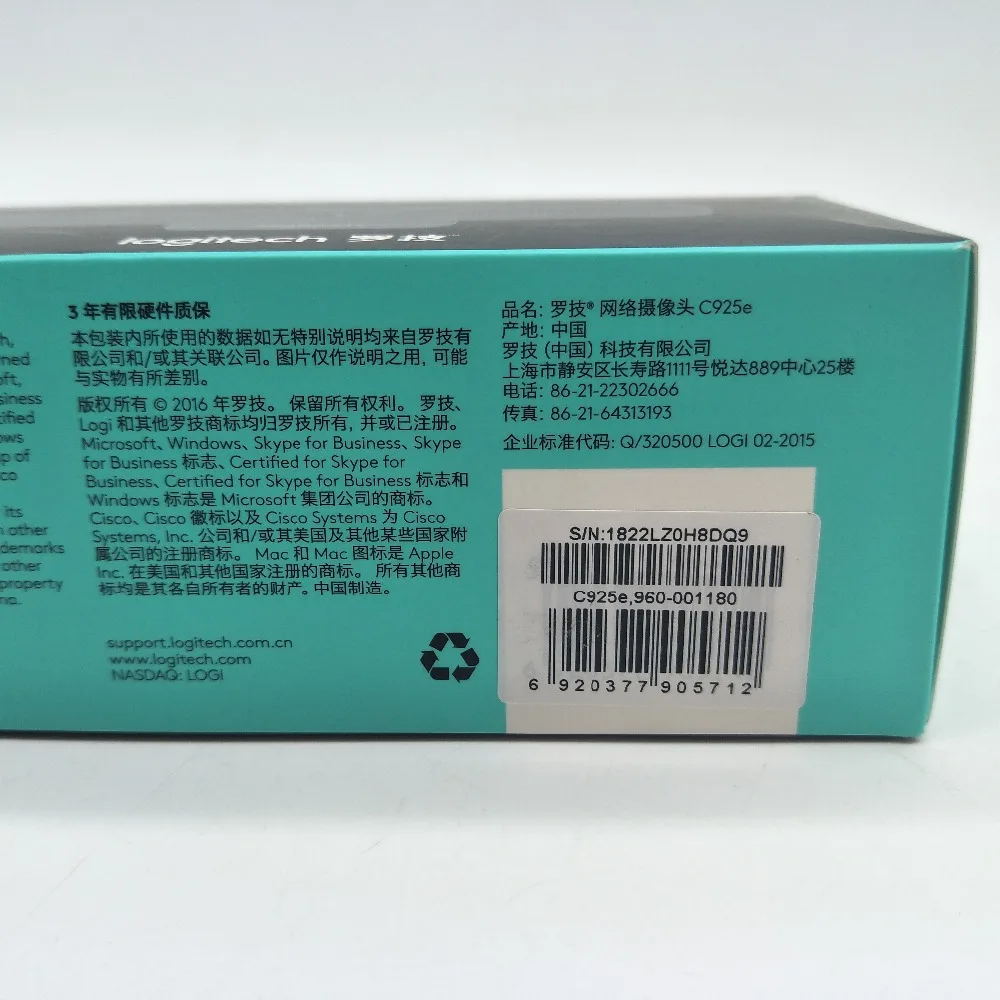 logitech 罗技
h,
ned
oft,
siness
tified
ows
p of
co
its
n other
demarks
other
property
na.
3 年有限硬件质保
本包装内所使用的数据如无特别说明均来自罗技有
限公司和/或其关联公司。图片仅作说明之用, 可能
与实物有所差别。
版权所有 © 2016 年罗技。 保留所有权利。 罗技、
Logi 和其他罗技商标均归罗技所有, 并或已注册。
Microsoft、Windows、Skype for Business、Skype
for Business 标志、Certified for Skype for
Business、Certified for Skype for Business 标志和
Windows 标志是 Microsoft 集团公司的商标。
Cisco、Cisco 徽标以及 Cisco Systems 为 Cisco
Systems, Inc. 公司和/或其美国及其他某些国家附
属公司的注册商标。 Mac 和 Mac 图标是 Apple
Inc. 在美国和其他国家注册的商标。 所有其他商
标均是其各自所有者的财产。中国制造。
support.logitech.com.cn
www.logitech.com
NASDAQ: LOGI
品名: 罗技® 网络摄像头 C925e
产地: 中国
罗技 (中国) 科技有限公司
上海市静安区长寿路1111号悦达889中心25楼
电话: 86-21-22302666
传真: 86-21-64313193
企业标准代码: Q/320500 LOGI 02-2015
S/N:1822LZ0H8DQ9
C925e,960-001180
6 920377 905712